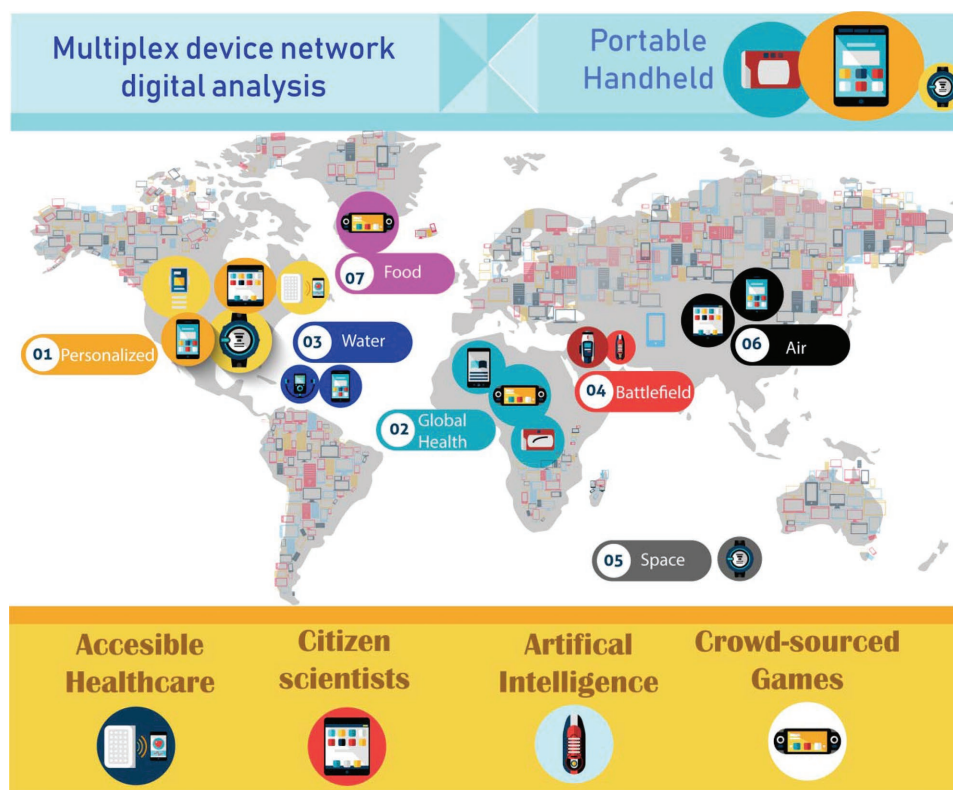 Multiplex device network
digital analysis
Portable
Handheld
07 Food
03 Water
01 Personalized
06 Air
04 Battlefield
02 Global
Health
05 Space
Accesible
Healthcare
Citizen
scientists
Artifical
Intelligence
Crowd-sourced
Games